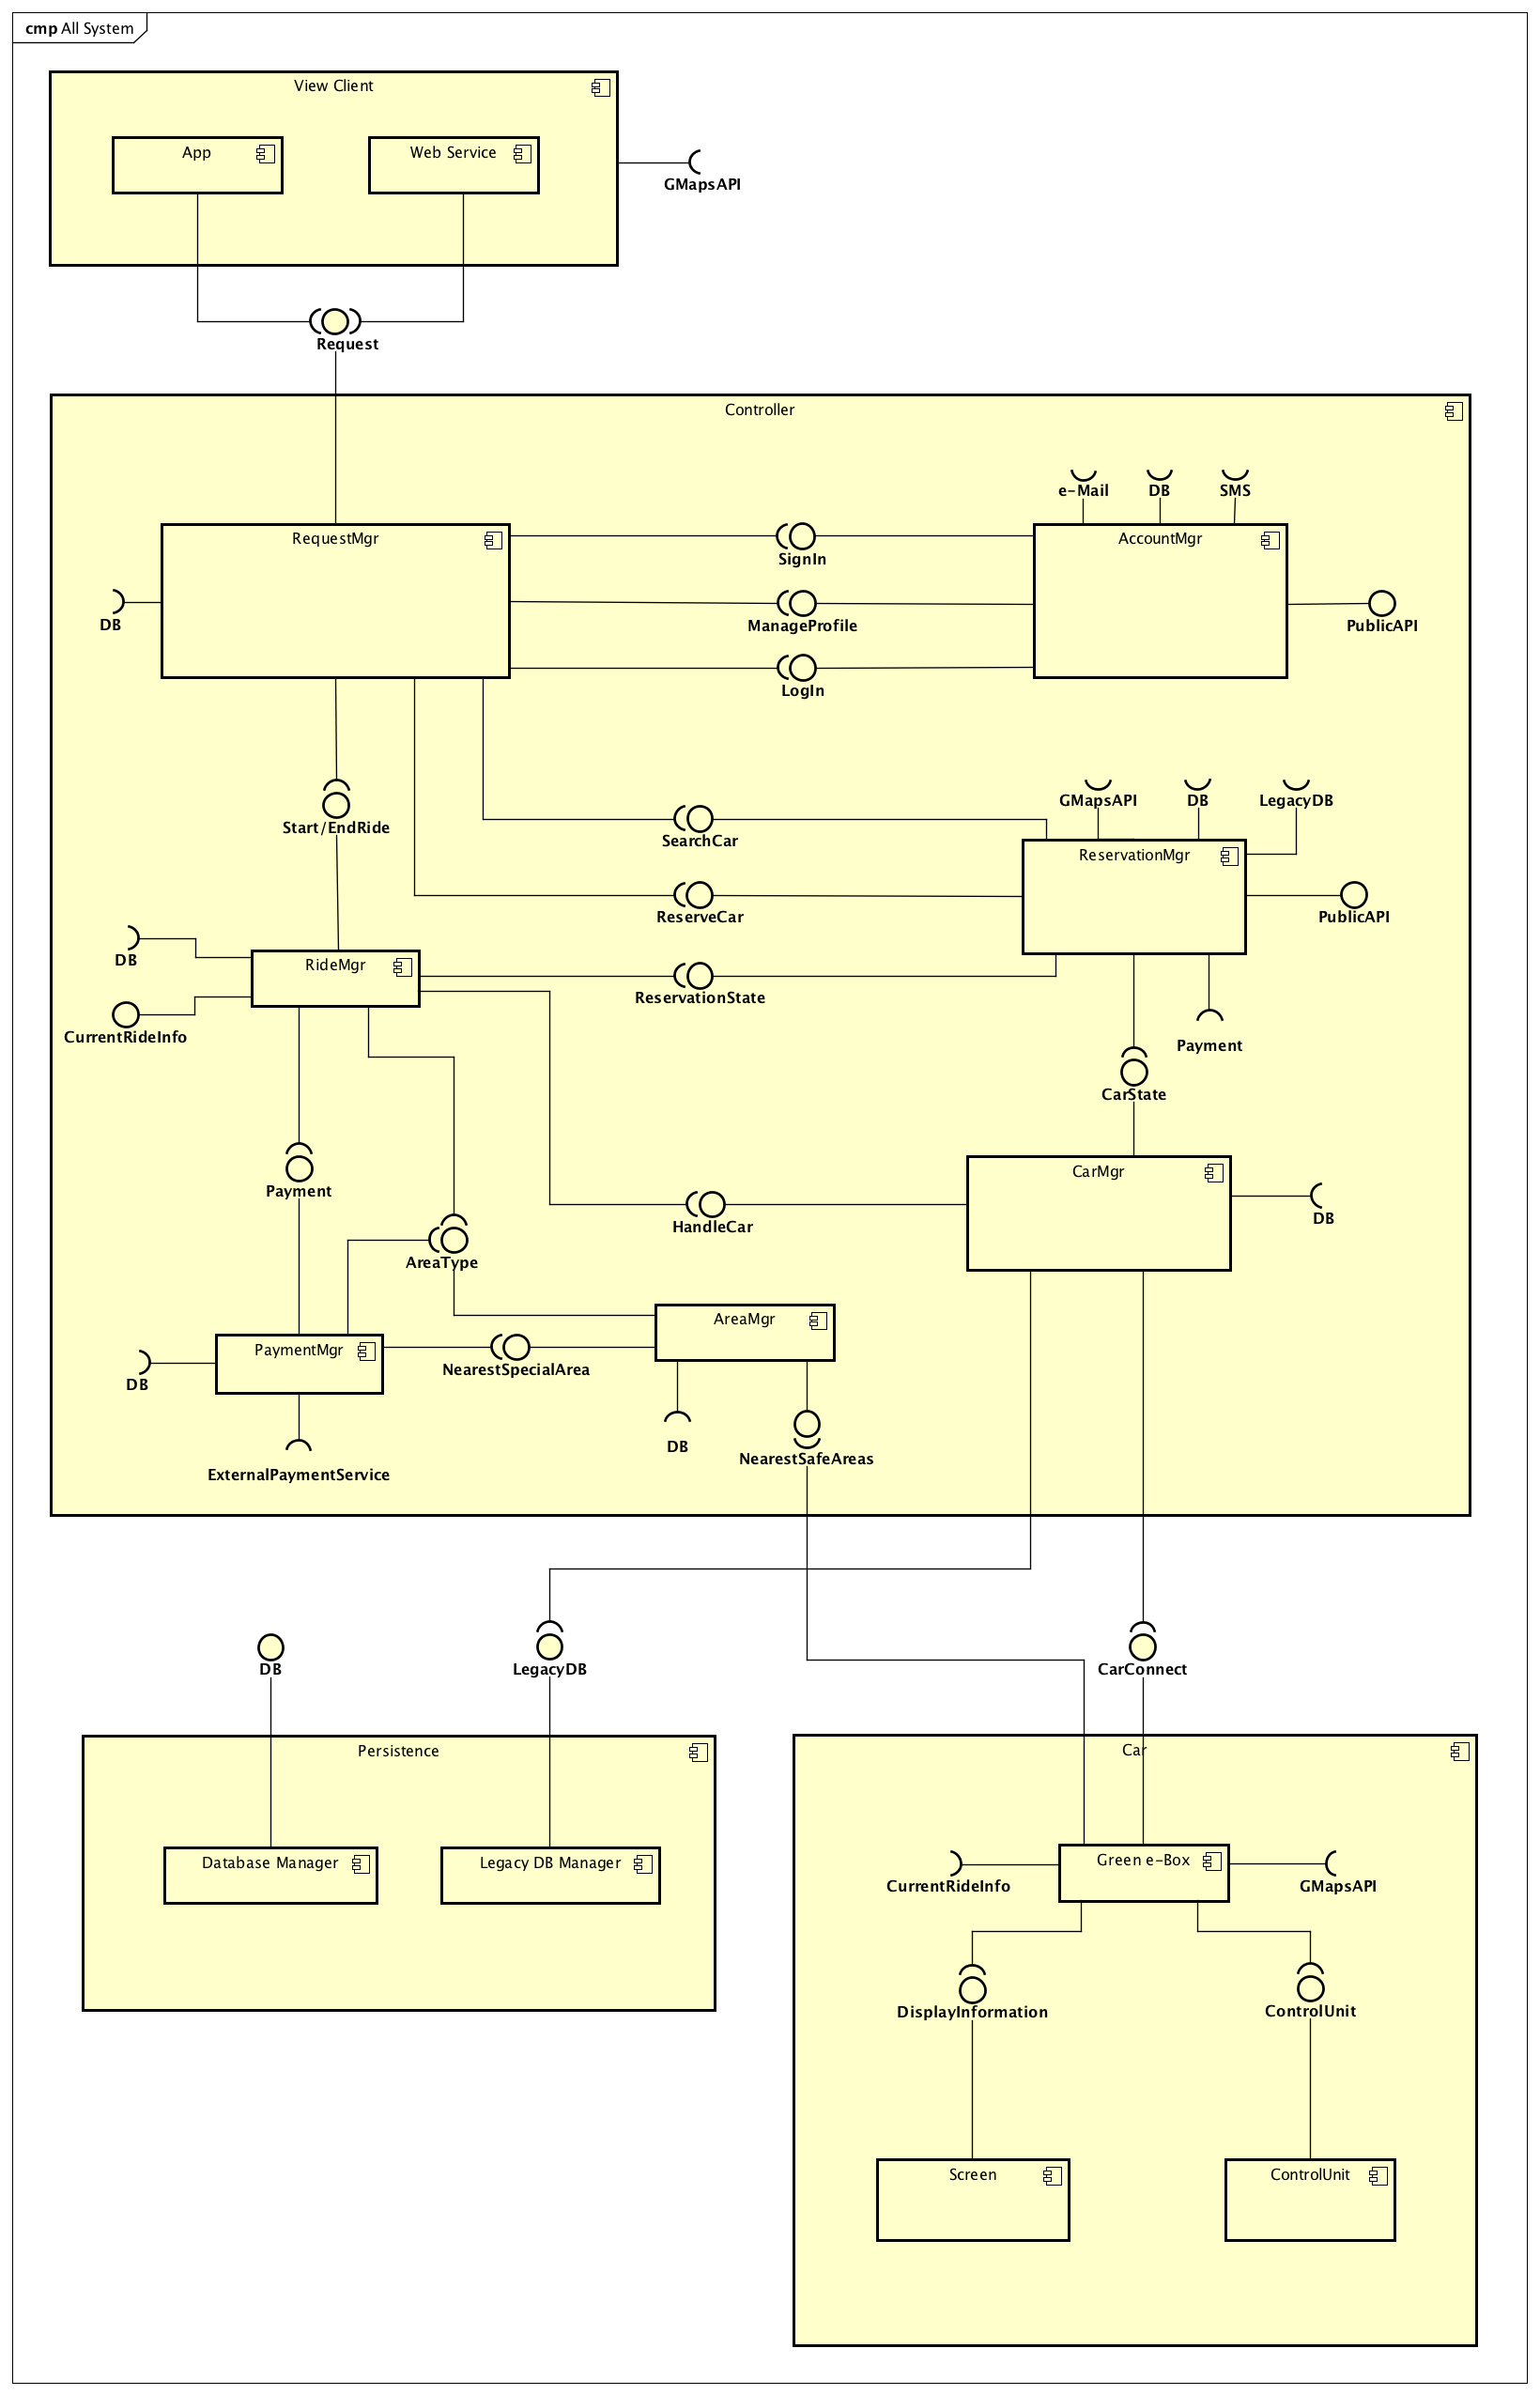 cmp All System
View Client
App
Web Service
GMapsAPI
Request
Controller
e-Mail
DB
SMS
RequestMgr
AccountMgr
SignIn
DB
ManageProfile
PublicAPI
LogIn
GMapsAPI
DB
LegacyDB
Start/EndRide
SearchCar
ReservationMgr
ReserveCar
PublicAPI
DB
RideMgr
ReservationState
CurrentRideInfo
Payment
CarState
CarMgr
Payment
HandleCar
DB
AreaType
AreaMgr
PaymentMgr
NearestSpecialArea
DB
DB
NearestSafeAreas
ExternalPaymentService
DB
LegacyDB
CarConnect
Persistence
Car
Database Manager
Legacy DB Manager
Green e-Box
CurrentRideInfo
GMapsAPI
DisplayInformation
ControlUnit
Screen
ControlUnit